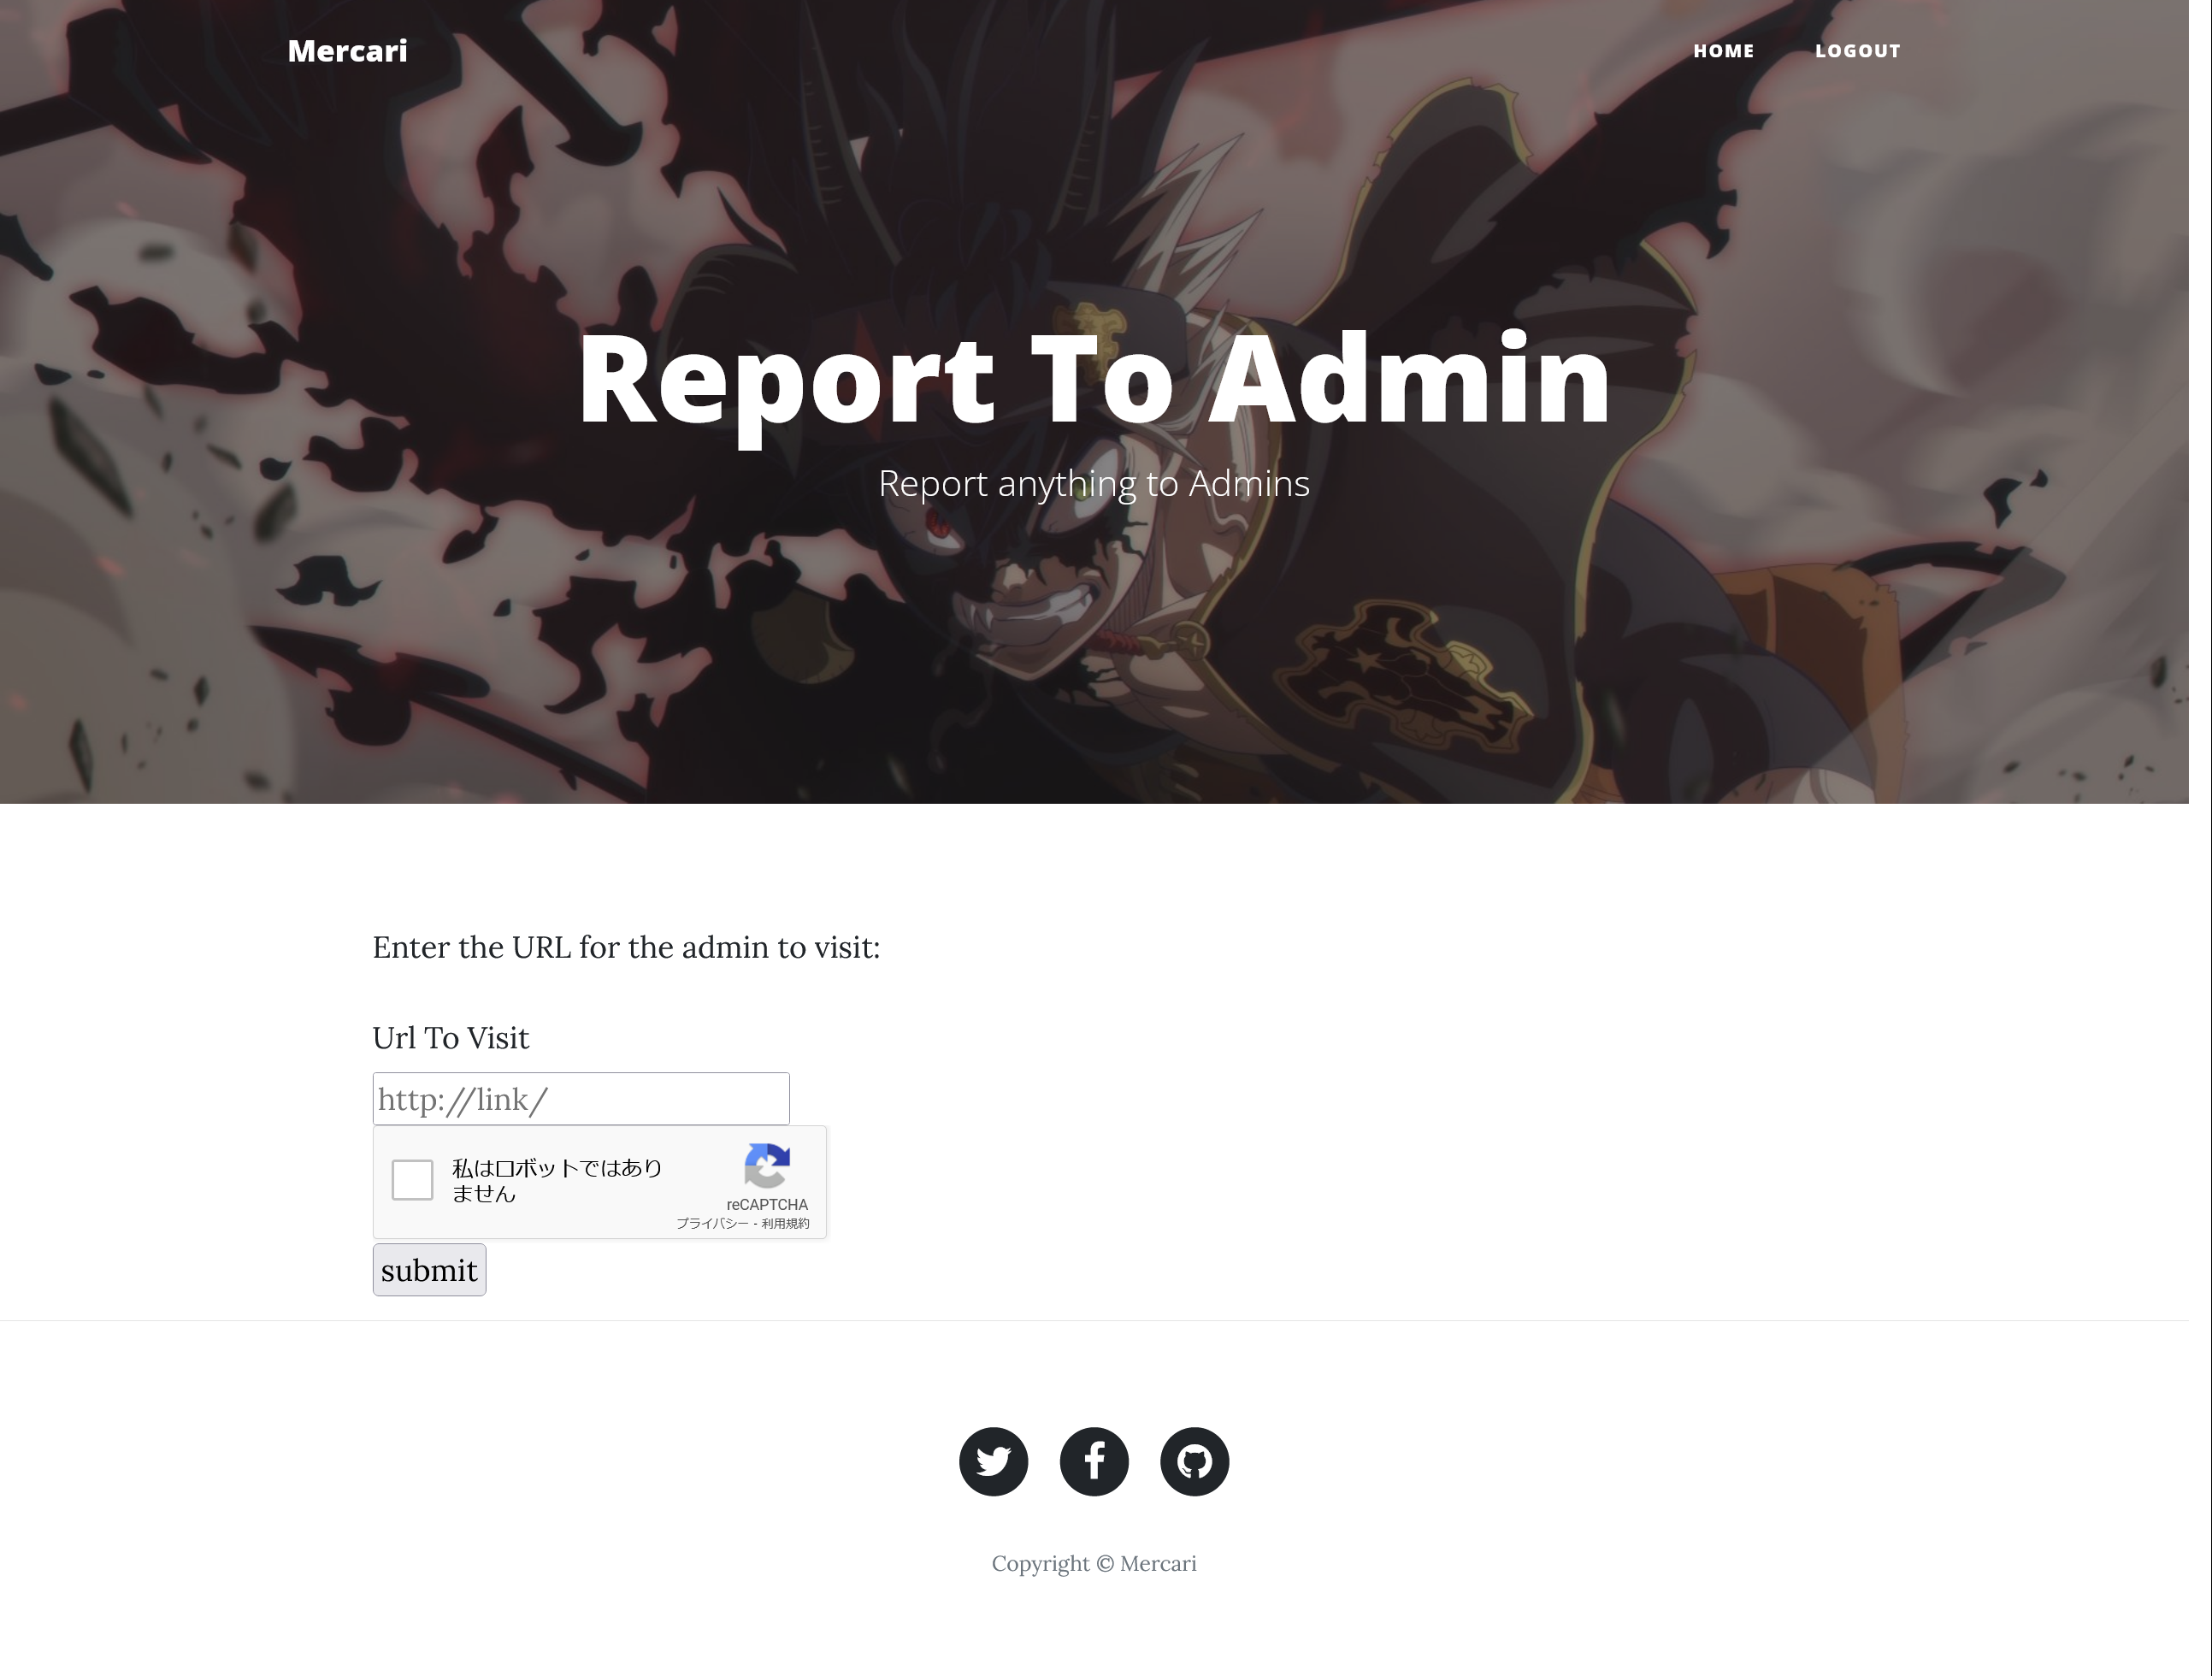 Mercari
HOME
LOGOUT
Report To Admin
Report anything to Admins
Enter the URL for the admin to visit:
Url To Visit
http://link/
私はロボットではあり
ません
reCAPTCHA
プライバシー - 利用規約
submit
Copyright © Mercari